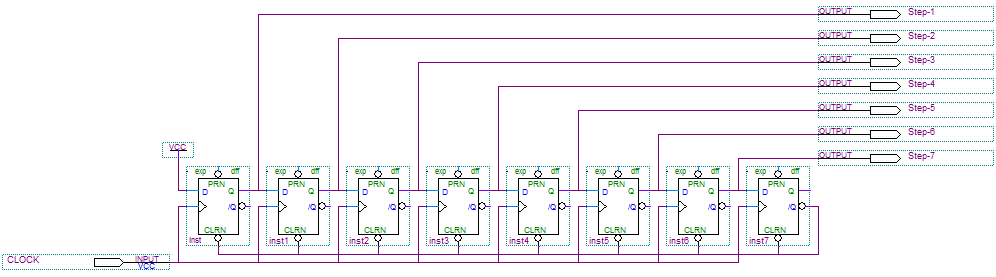 OUTPUT Step-1
OUTPUT Step-2
OUTPUT Step-3
OUTPUT Step-4
OUTPUT Step-5
OUTPUT Step-6
VCC OUTPUT Step-7
exp dff exp dff exp dff exp dff exp dff exp dff exp dff exp dff
PRN PRN PRN PRN PRN PRN PRN PRN
D Q D Q D Q D Q D Q D Q D Q D Q
/Q /Q /Q /Q /Q /Q /Q /Q
CLRN CLRN CLRN CLRN CLRN CLRN CLRN CLRN
inst inst1 inst2 inst3 inst4 inst5 inst6 inst7
CLOCK INPUT
VCC